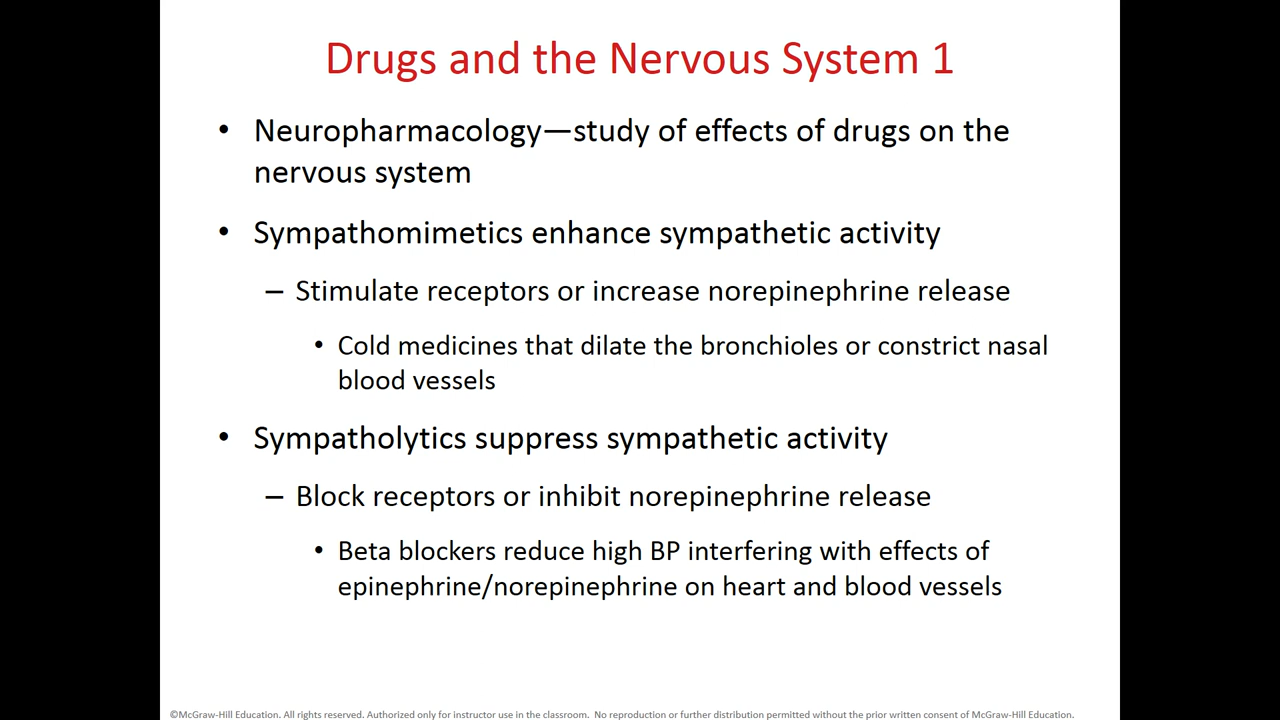 Drugs and the Nervous System 1
• Neuropharmacology—study of effects of drugs on the
nervous system
• Sympathomimetics enhance sympathetic activity
– Stimulate receptors or increase norepinephrine release
• Cold medicines that dilate the bronchioles or constrict nasal
blood vessels
• Sympatholytics suppress sympathetic activity
– Block receptors or inhibit norepinephrine release
• Beta blockers reduce high BP interfering with effects of
epinephrine/norepinephrine on heart and blood vessels
©McGraw-Hill Education. All rights reserved. Authorized only for instructor use in the classroom. No reproduction or further distribution permitted without the prior written consent of McGraw-Hill Education.